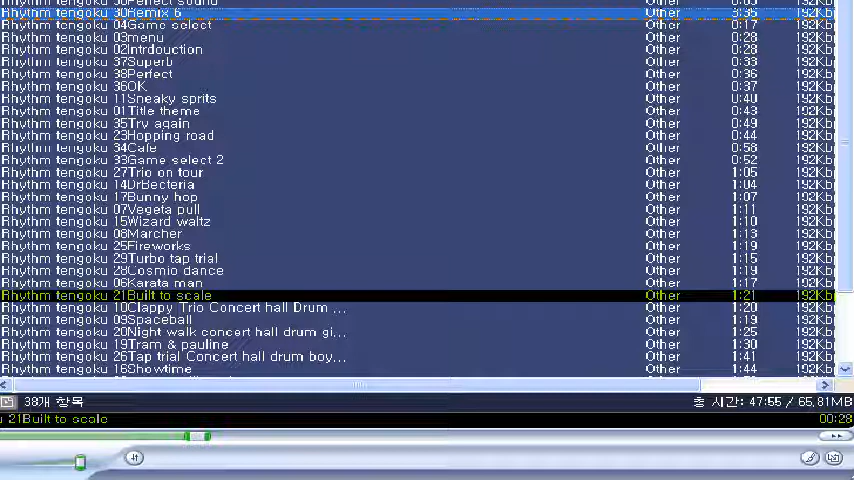 Rhythm tengoku 30Remix 6 Other 3:35 192Kb
Rhythm tengoku 04Game select Other 0:17 192Kb
Rhythm tengoku 03menu Other 0:28 192Kb
Rhythm tengoku 02Intrdouction Other 0:28 192Kb
Rhythm tengoku 37Superb Other 0:33 192Kb
Rhythm tengoku 38Perfect Other 0:36 192Kb
Rhythm tengoku 36OK Other 0:37 192Kb
Rhythm tengoku 11Sneaky sprits Other 0:40 192Kb
Rhythm tengoku 01Title theme Other 0:43 192Kb
Rhythm tengoku 35Try again Other 0:49 192Kb
Rhythm tengoku 23Hopping road Other 0:44 192Kb
Rhythm tengoku 34Cafe Other 0:58 192Kb
Rhythm tengoku 33Game select 2 Other 0:52 192Kb
Rhythm tengoku 27Trio on tour Other 1:05 192Kb
Rhythm tengoku 14DrBecteria Other 1:04 192Kb
Rhythm tengoku 17Bunny hop Other 1:07 192Kb
Rhythm tengoku 07Vegeta pull Other 1:11 192Kb
Rhythm tengoku 15Wizard waltz Other 1:10 192Kb
Rhythm tengoku 08Marcher Other 1:13 192Kb
Rhythm tengoku 25Fireworks Other 1:19 192Kb
Rhythm tengoku 29Turbo tap trial Other 1:15 192Kb
Rhythm tengoku 28Cosmio dance Other 1:19 192Kb
Rhythm tengoku 06Karata man Other 1:17 192Kb
Rhythm tengoku 21Built to scale Other 1:21 192Kb
Rhythm tengoku 10Clappy Trio Concert hall Drum ... Other 1:20 192Kb
Rhythm tengoku 09Spaceball Other 1:19 192Kb
Rhythm tengoku 20Night walk concert hall drum gi... Other 1:25 192Kb
Rhythm tengoku 19Tram & pauline Other 1:30 192Kb
Rhythm tengoku 26Tap trial Concert hall drum boy... Other 1:41 192Kb
Rhythm tengoku 16Showtime Other 1:44 192Kb
38개 항목 총 시간: 47:55 / 65,81MB
u 21Built to scale 00:28